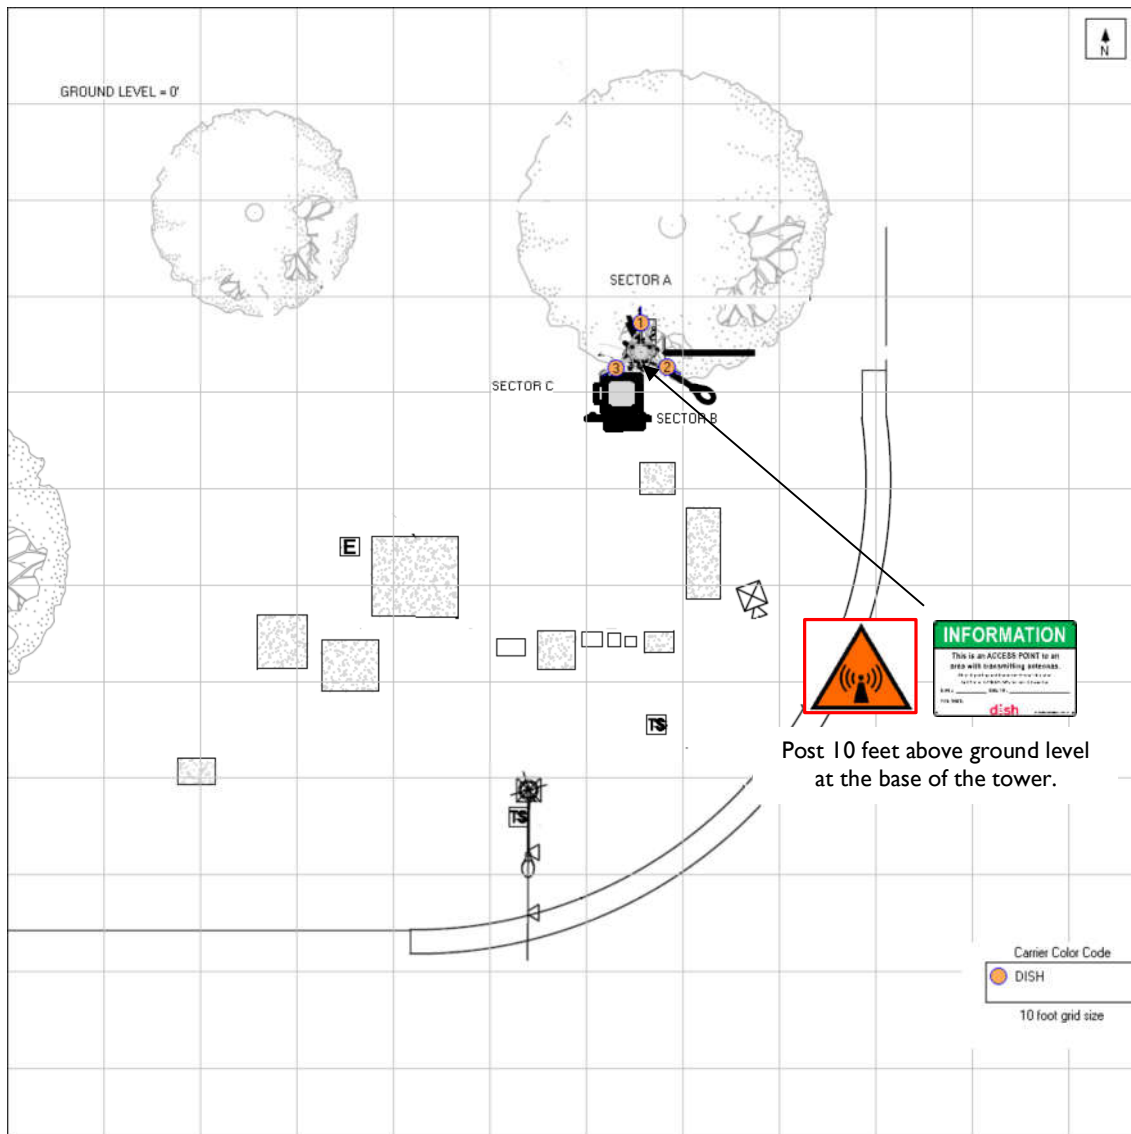 N
GROUND LEVEL = 0'
SECTOR A
1
3
2
SECTOR C
SECTOR B
E
INFORMATION
This is an ACCESS POINT to an
area with transmitting antennas.
dish
TS
Post 10 feet above ground level
at the base of the tower.
TS
Carrier Color Code
DISH
10 foot grid size